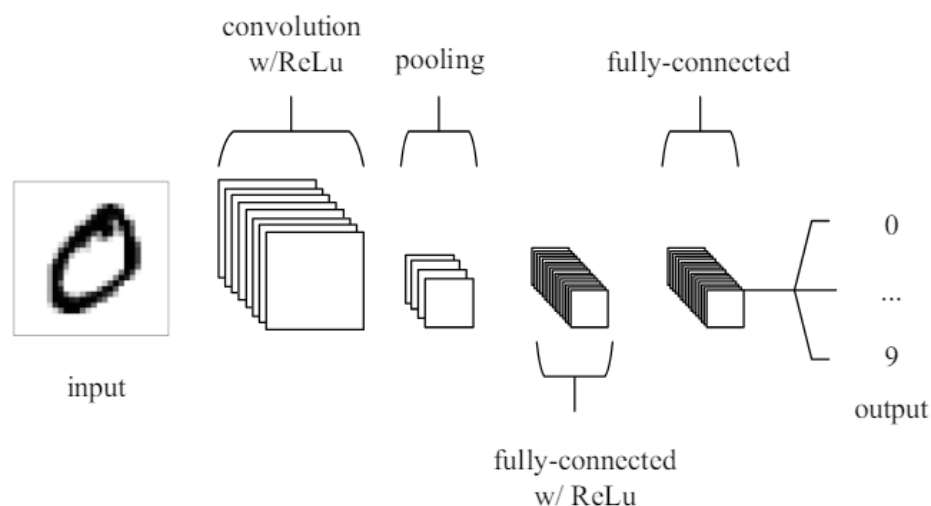 convolution
w/ReLu
pooling
fully-connected
0
...
9
input
output
fully-connected
w/ ReLu